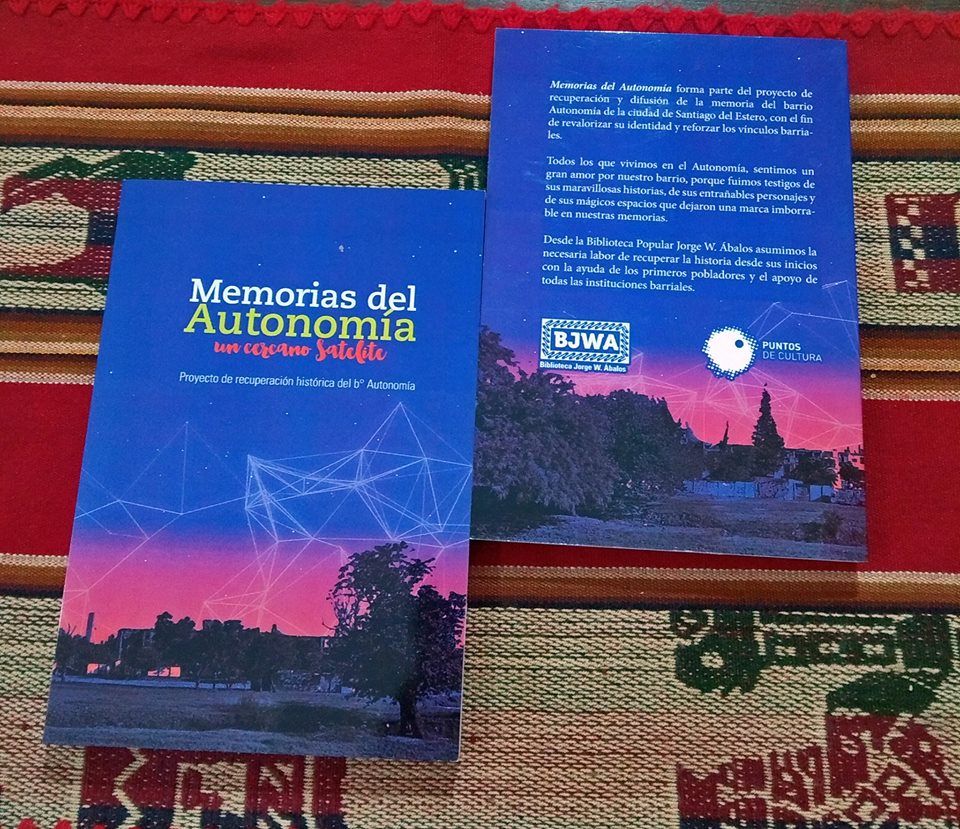 Memorias del
Autonomía
un cercano Satelite
Proyecto de recuperación histórica del b° Autonomía
Memorias del Autonomía forma parte del proyecto de
recuperación y difusión de la memoria del barrio
Autonomía de la ciudad de Santiago del Estero, con el fin
de revalorizar su identidad y reforzar los vínculos barria-
les.
Todos los que vivimos en el Autonomía, sentimos un
gran amor por nuestro barrio, porque fuimos testigos de
sus maravillosas historias, de sus entrañables personajes y
de sus mágicos espacios que dejaron una marca imborra-
ble en nuestras memorias.
Desde la Biblioteca Popular Jorge W. Ábalos asumimos la
necesaria labor de recuperar la historia desde sus inicios
con la ayuda de los primeros pobladores y el apoyo de
todas las instituciones barriales.
BJWA
Biblioteca Jorge W. Ábalos
PUNTOS
DE CULTURA